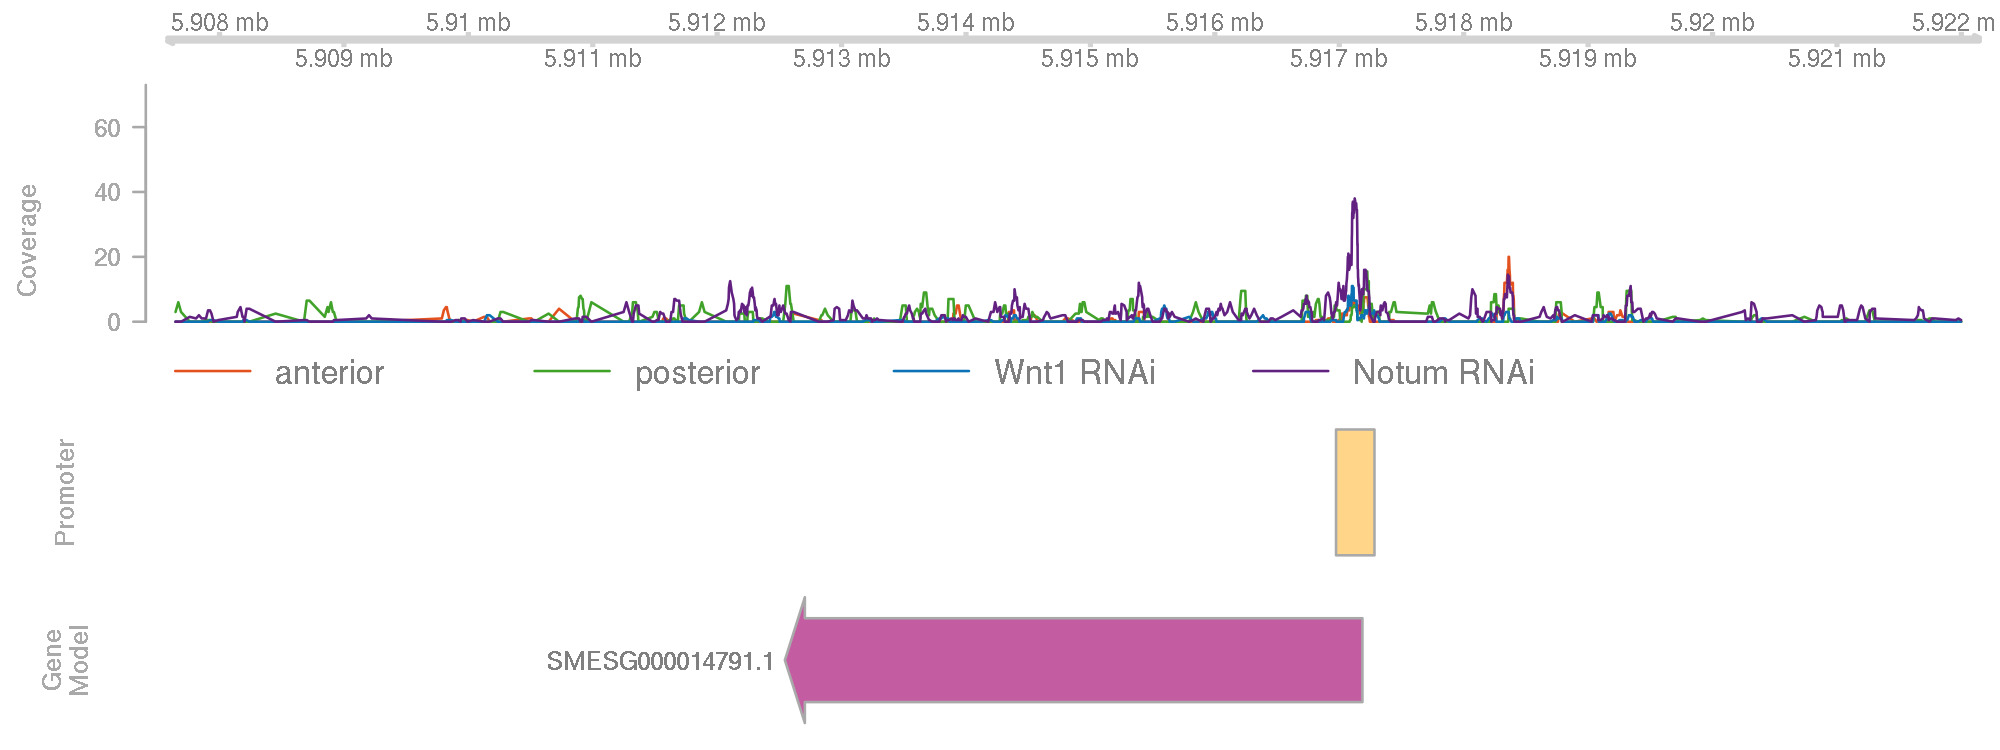 5.908 mb 5.91 mb 5.912 mb 5.914 mb 5.916 mb 5.918 mb 5.92 mb 5.922 m
5.909 mb 5.911 mb 5.913 mb 5.915 mb 5.917 mb 5.919 mb 5.921 mb
Coverage
60
40
20
0
anterior posterior Wnt1 RNAi Notum RNAi
Promoter
Gene
Model
SMESG000014791.1